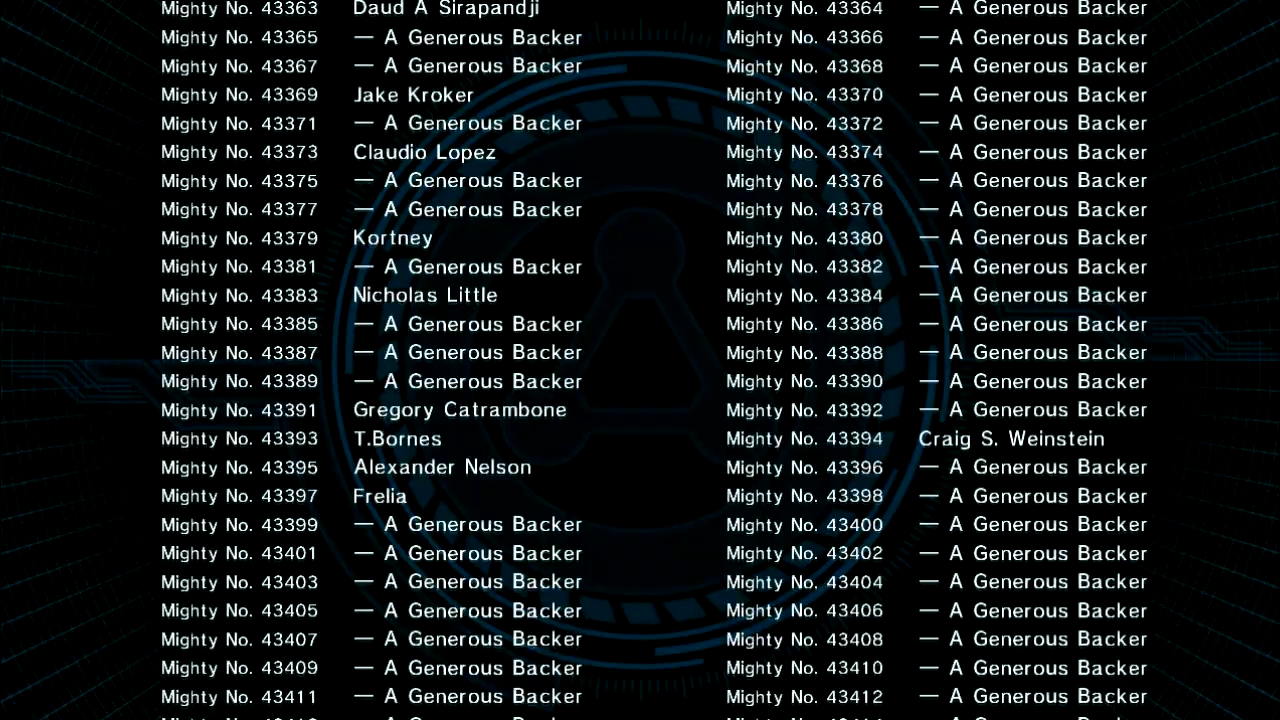 Mighty No. 43363 Daud A Sirapandji Mighty No. 43364 — A Generous Backer
Mighty No. 43365 — A Generous Backer Mighty No. 43366 — A Generous Backer
Mighty No. 43367 — A Generous Backer Mighty No. 43368 — A Generous Backer
Mighty No. 43369 Jake Kroker Mighty No. 43370 — A Generous Backer
Mighty No. 43371 — A Generous Backer Mighty No. 43372 — A Generous Backer
Mighty No. 43373 Claudio Lopez Mighty No. 43374 — A Generous Backer
Mighty No. 43375 — A Generous Backer Mighty No. 43376 — A Generous Backer
Mighty No. 43377 — A Generous Backer Mighty No. 43378 — A Generous Backer
Mighty No. 43379 Kortney Mighty No. 43380 — A Generous Backer
Mighty No. 43381 — A Generous Backer Mighty No. 43382 — A Generous Backer
Mighty No. 43383 Nicholas Little Mighty No. 43384 — A Generous Backer
Mighty No. 43385 — A Generous Backer Mighty No. 43386 — A Generous Backer
Mighty No. 43387 — A Generous Backer Mighty No. 43388 — A Generous Backer
Mighty No. 43389 — A Generous Backer Mighty No. 43390 — A Generous Backer
Mighty No. 43391 Gregory Catrambone Mighty No. 43392 — A Generous Backer
Mighty No. 43393 T.Bornes Mighty No. 43394 Craig S. Weinstein
Mighty No. 43395 Alexander Nelson Mighty No. 43396 — A Generous Backer
Mighty No. 43397 Frelia Mighty No. 43398 — A Generous Backer
Mighty No. 43399 — A Generous Backer Mighty No. 43400 — A Generous Backer
Mighty No. 43401 — A Generous Backer Mighty No. 43402 — A Generous Backer
Mighty No. 43403 — A Generous Backer Mighty No. 43404 — A Generous Backer
Mighty No. 43405 — A Generous Backer Mighty No. 43406 — A Generous Backer
Mighty No. 43407 — A Generous Backer Mighty No. 43408 — A Generous Backer
Mighty No. 43409 — A Generous Backer Mighty No. 43410 — A Generous Backer
Mighty No. 43411 — A Generous Backer Mighty No. 43412 — A Generous Backer